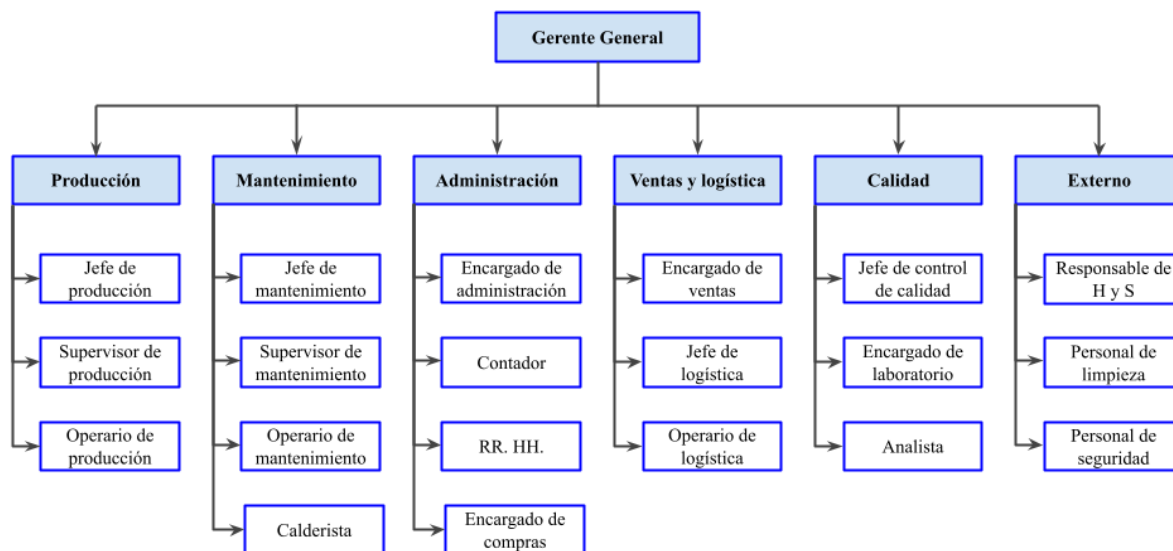 Gerente General
Producción
Mantenimiento
Administración
Ventas y logística
Calidad
Externo
Jefe de
producción
Jefe de
mantenimiento
Encargado de
administración
Encargado de
ventas
Jefe de control
de calidad
Responsable de
H y S
Supervisor de
producción
Supervisor de
mantenimiento
Contador
Jefe de
logística
Encargado de
laboratorio
Personal de
limpieza
Operario de
producción
Operario de
mantenimiento
RR. HH.
Operario de
logística
Analista
Personal de
seguridad
Calderista
Encargado de
compras